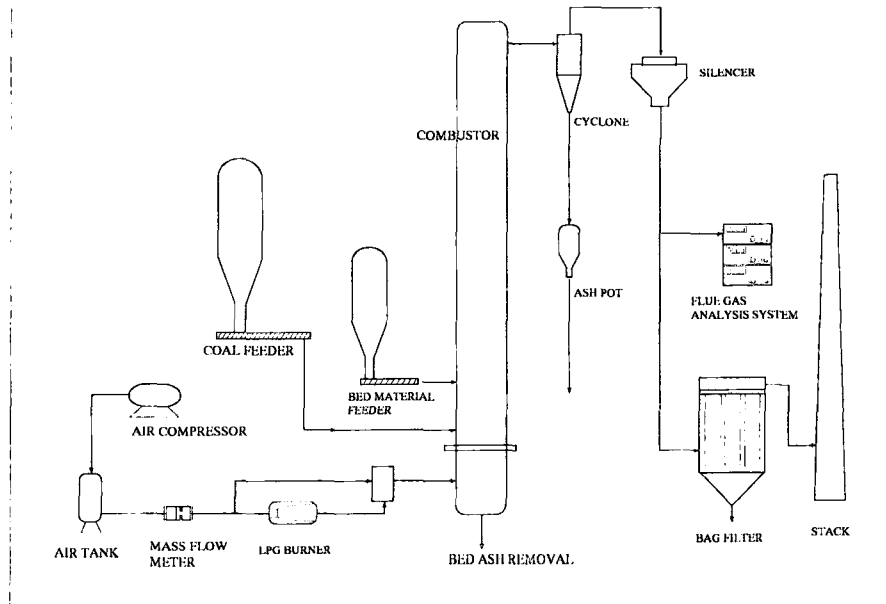 SILENCER
CYCLONE
COMBUSTOR
ASH POT
FLUE GAS
ANALYSIS SYSTEM
COAL FEEDER
BED MATERIAL
FEEDER
AIR COMPRESSOR
AIR TANK
MASS FLOW
METER
LPG BURNER
BED ASH REMOVAL
BAG FILTER
STACK